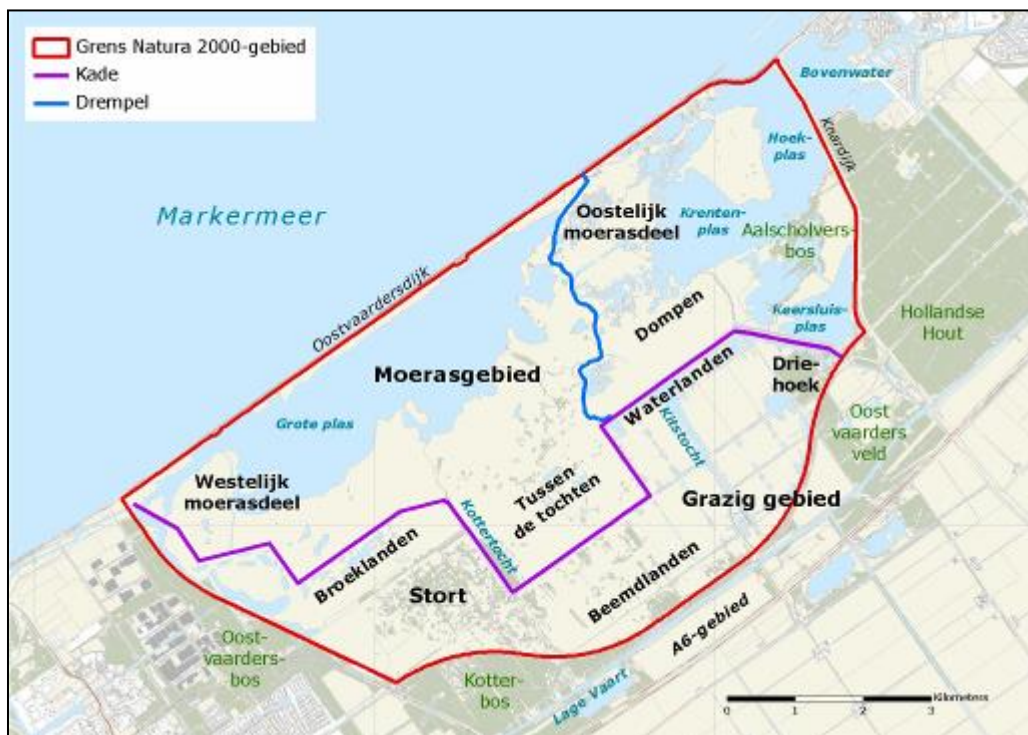 Grens Natura 2000-gebied
Kade
Drempel
Bovenwater
Knardijk
Hoek-
plas
Markermeer
Oostelijk
moerasdeel
Krenten-
plas
Aalscholvers-
bos
Oostvaardersdijk
Dompen
Keersluis-
plas
Hollandse
Hout
Moerasgebied
Waterlanden
Drie-
hoek
Grote plas
Kitstocht
Oost
vaarders
veld
Westelijk
moerasdeel
Tussen
de tochten
Grazig gebied
Kottertocht
Broeklanden
Stort
Beemdlanden
A6-gebied
Oost-
vaarders-
bos
Kotter-
bos
Lage Vaart
Kilometers
0 1 2 3